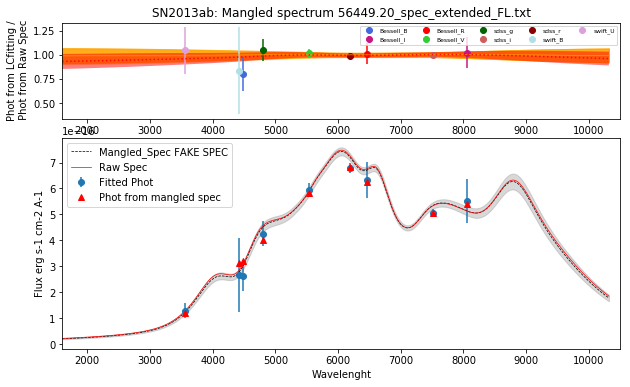 SN2013ab: Mangled spectrum 56449.20_spec_extended_FL.txt
Phot from LCfitting /
Phot from Raw Spec
1.25
1.00
0.75
0.50
Bessell_B Bessell_R sdss_g sdss_r swift_U
Bessell_I Bessell_V sdss_i swift_B
2000 3000 4000 5000 6000 7000 8000 9000 10000
1e−16
Flux erg s-1 cm-2 A-1
7
6
5
4
3
2
1
0
Mangled_Spec FAKE SPEC
Raw Spec
Fitted Phot
Phot from mangled spec
2000 3000 4000 5000 6000 7000 8000 9000 10000
Wavelenght